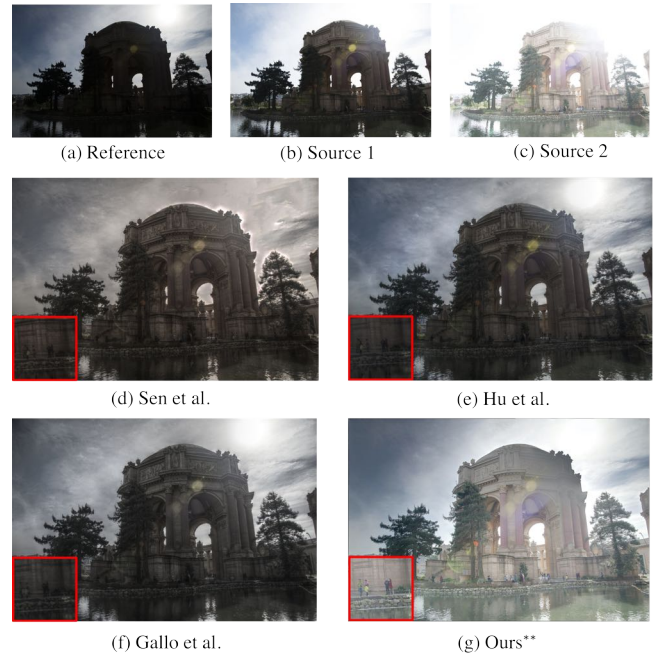 (a) Reference
(b) Source 1
(c) Source 2
(d) Sen et al.
(e) Hu et al.
(f) Gallo et al.
(g) Ours**